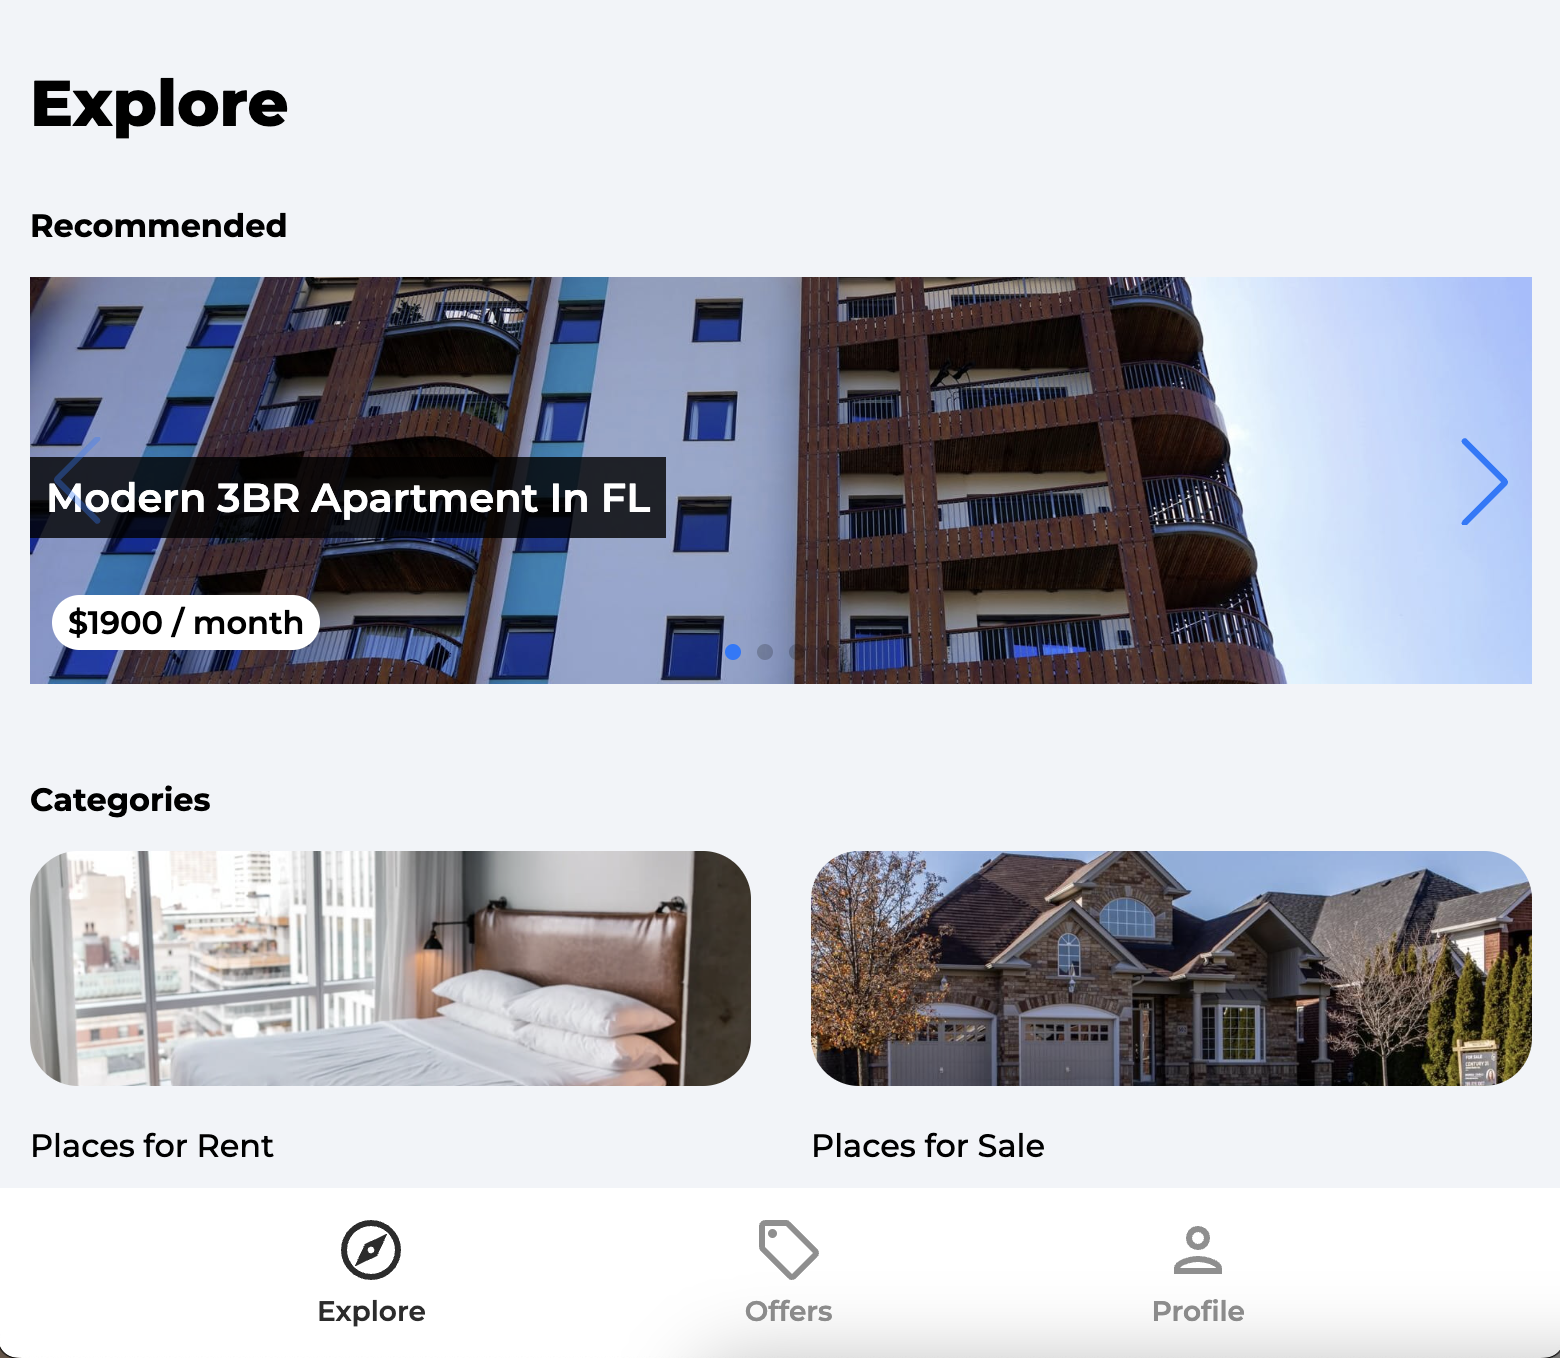 Explore
Recommended
Modern 3BR Apartment In FL
$1900 / month
Categories
Places for Rent
Places for Sale
Explore
Offers
Profile